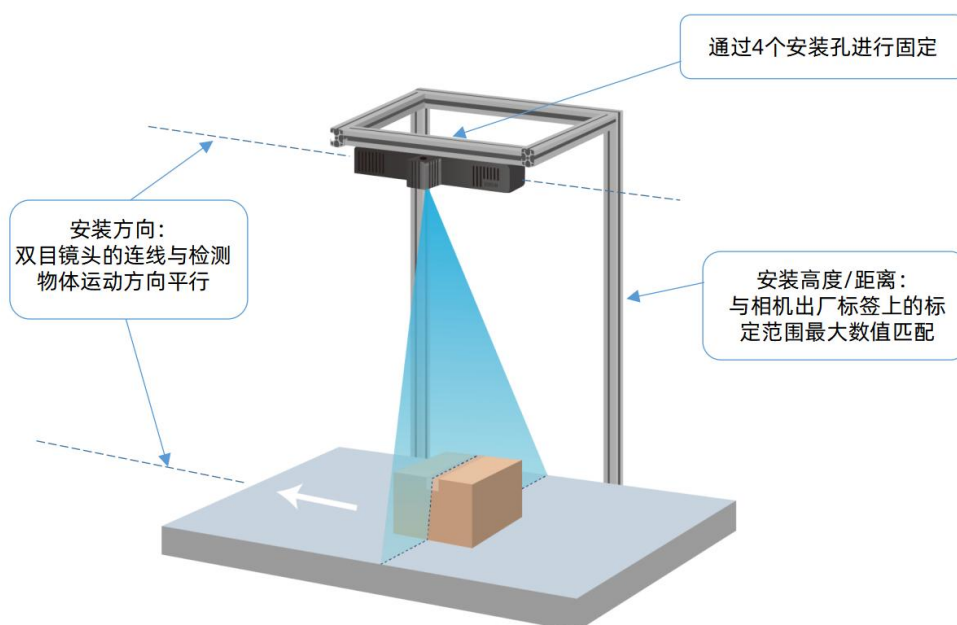 通过4个安装孔进行固定
安装方向：
双目镜头的连线与检测
物体运动方向平行
安装高度/距离：
与相机出厂标签上的标
定范围最大数值匹配